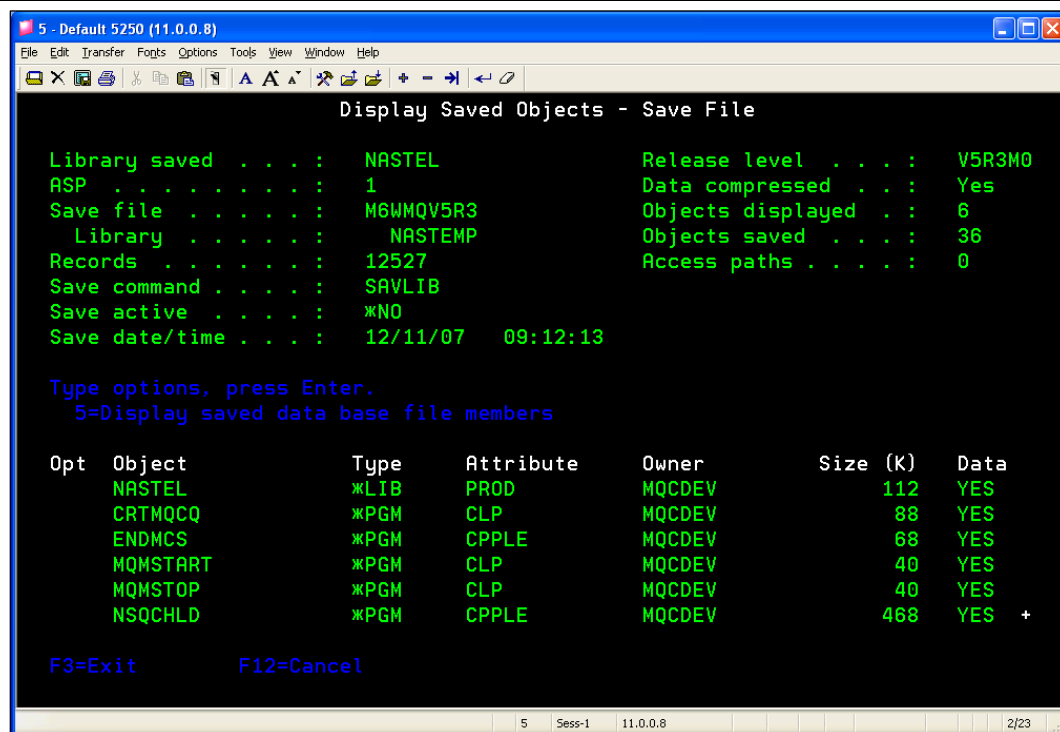 5 - Default 5250 (11.0.0.8)
File Edit Transfer Fonts Options Tools View Window Help
Display Saved Objects - Save File
Library saved . . . : NASTEL Release level . . . : V5R3M0
ASP . . . . . . . . : 1 Data compressed . . : Yes
Save file . . . . . : M6WMQV5R3 Objects displayed . : 6
Library . . . . . : NASTEMP Objects saved . . . : 36
Records . . . . . . : 12527 Access paths . . . . : 0
Save command . . . . : SAVLIB
Save active . . . . : *NO
Save date/time . . . : 12/11/07 09:12:13
Type options, press Enter.
5=Display saved data base file members
Opt Object Type Attribute Owner Size (K) Data
NASTEL *LIB PROD MQCDEV 112 YES
CRTMQCQ *PGM CLP MQCDEV 88 YES
ENDMCS *PGM CPPLE MQCDEV 68 YES
MQMSTART *PGM CLP MQCDEV 40 YES
MQMSTOP *PGM CLP MQCDEV 40 YES
NSQCHLD *PGM CPPLE MQCDEV 468 YES +
F3=Exit F12=Cancel
5 Sess-1 11.0.0.8 2/23